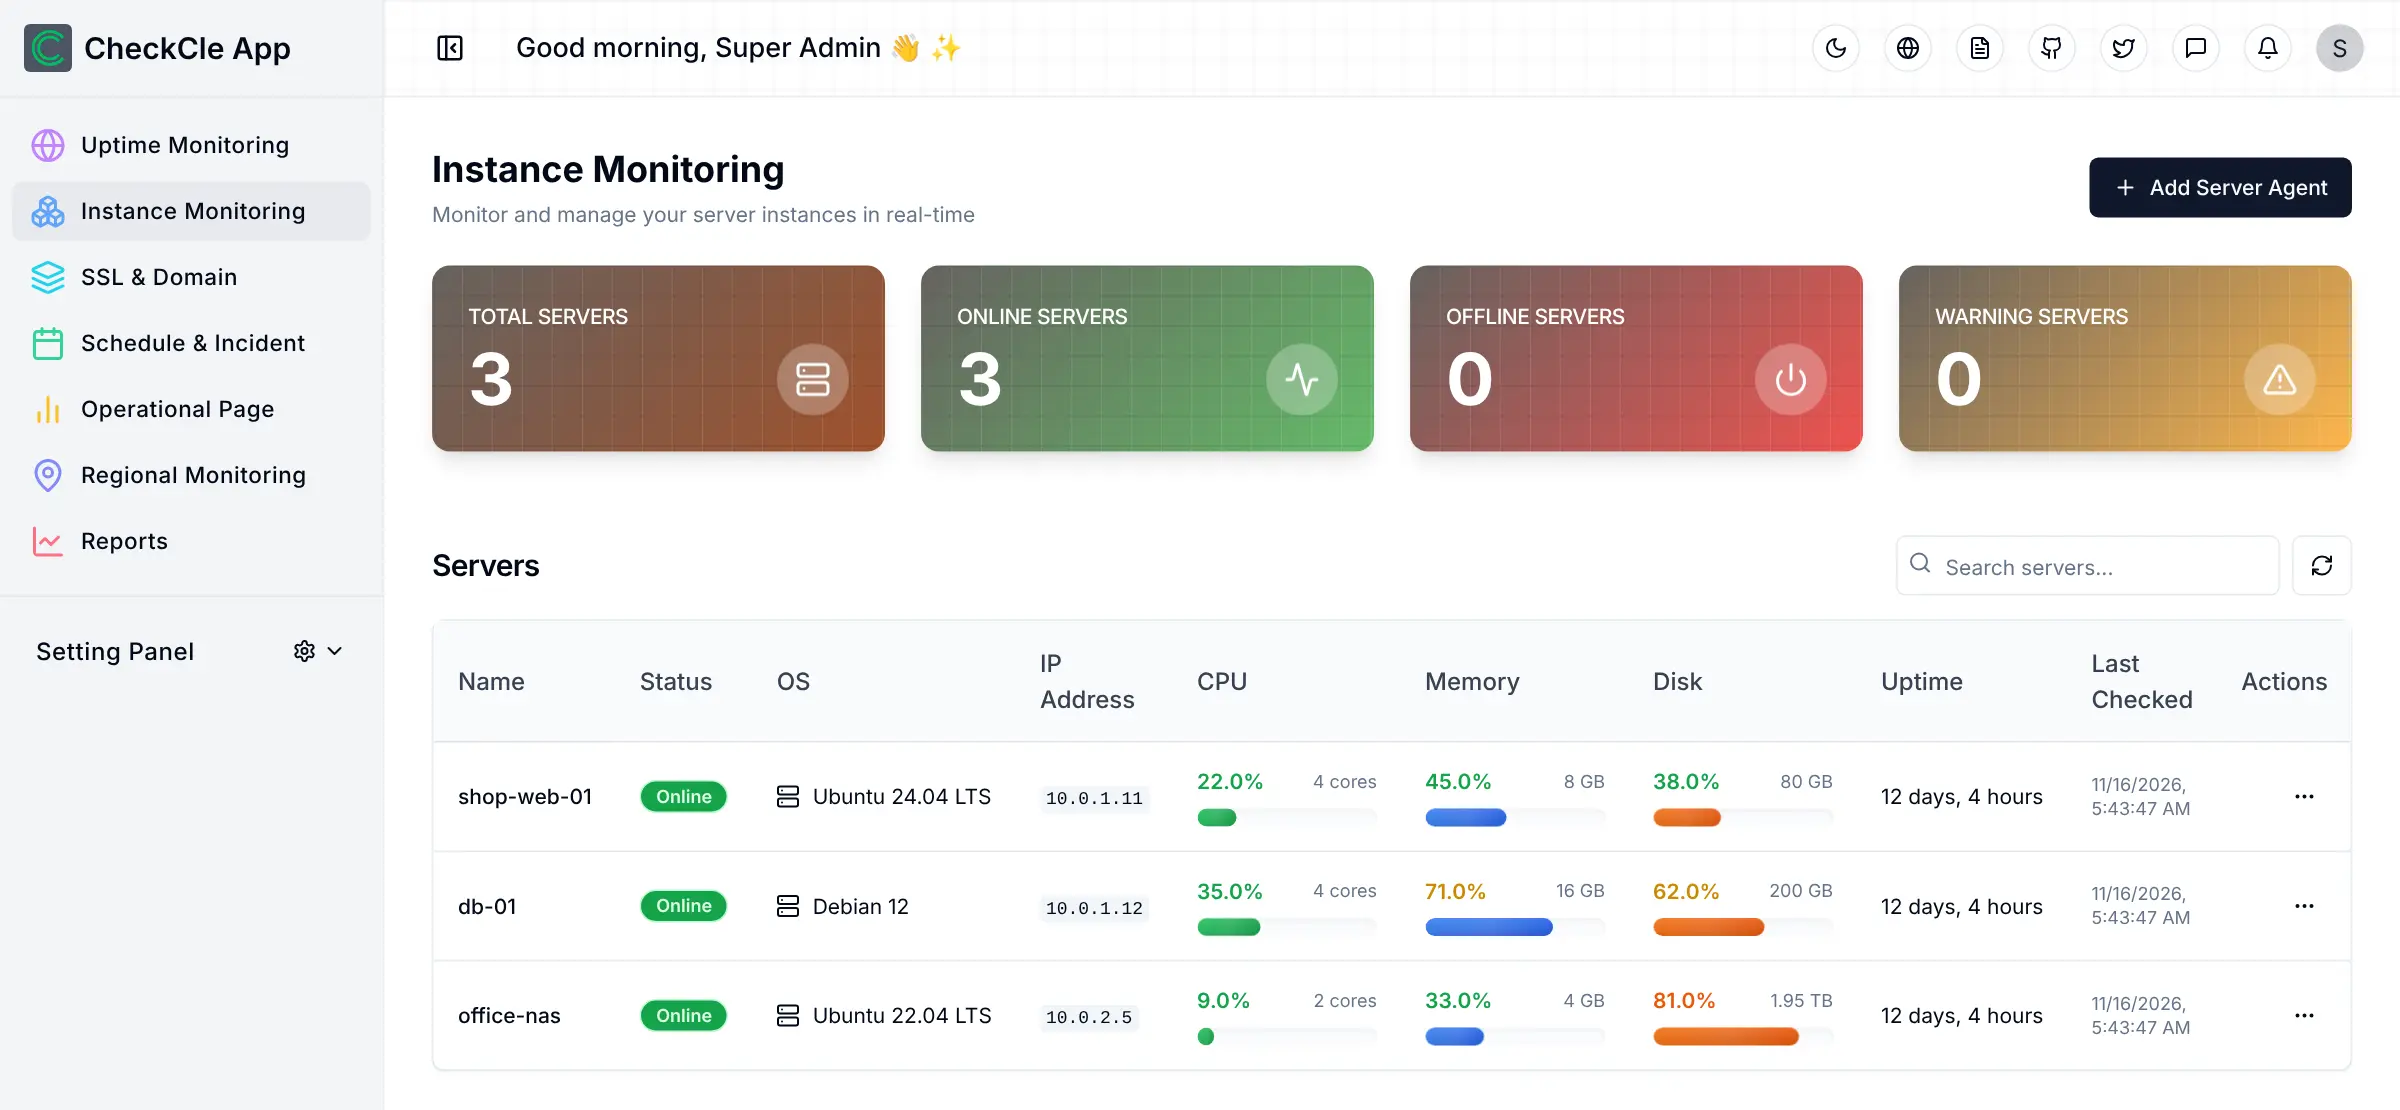 CheckCle App
Good morning, Super Admin 👋 ✨
S
Uptime Monitoring
Instance Monitoring
SSL & Domain
Schedule & Incident
Operational Page
Regional Monitoring
Reports
Setting Panel
Instance Monitoring
Monitor and manage your server instances in real-time
+ Add Server Agent
TOTAL SERVERS
3
ONLINE SERVERS
3
OFFLINE SERVERS
0
WARNING SERVERS
0
Servers
Search servers...
Name Status OS IP Address CPU Memory Disk Uptime Last Checked Actions
shop-web-01 Online Ubuntu 24.04 LTS 10.0.1.11 22.0% 4 cores 45.0% 8 GB 38.0% 80 GB 12 days, 4 hours 11/16/2026, 5:43:47 AM
db-01 Online Debian 12 10.0.1.12 35.0% 4 cores 71.0% 16 GB 62.0% 200 GB 12 days, 4 hours 11/16/2026, 5:43:47 AM
office-nas Online Ubuntu 22.04 LTS 10.0.2.5 9.0% 2 cores 33.0% 4 GB 81.0% 1.95 TB 12 days, 4 hours 11/16/2026, 5:43:47 AM